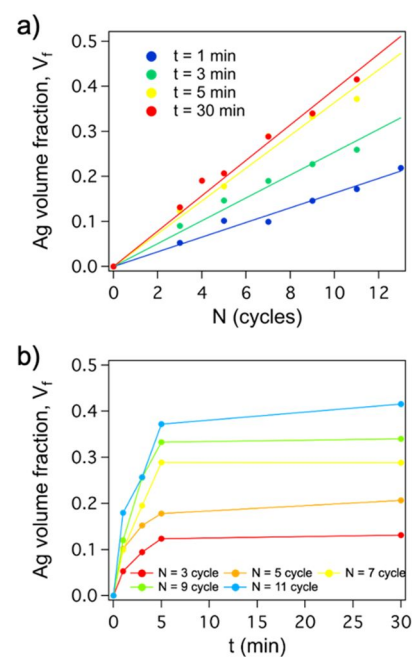 a)
Ag volume fraction, Vf
0.5
0.4
0.3
0.2
0.1
0.0
t = 1 min
t = 3 min
t = 5 min
t = 30 min
0 2 4 6 8 10 12
N (cycles)
b)
Ag volume fraction, Vf
0.5
0.4
0.3
0.2
0.1
0.0
N = 3 cycle N = 5 cycle N = 7 cycle
N = 9 cycle N = 11 cycle
0 5 10 15 20 25 30
t (min)